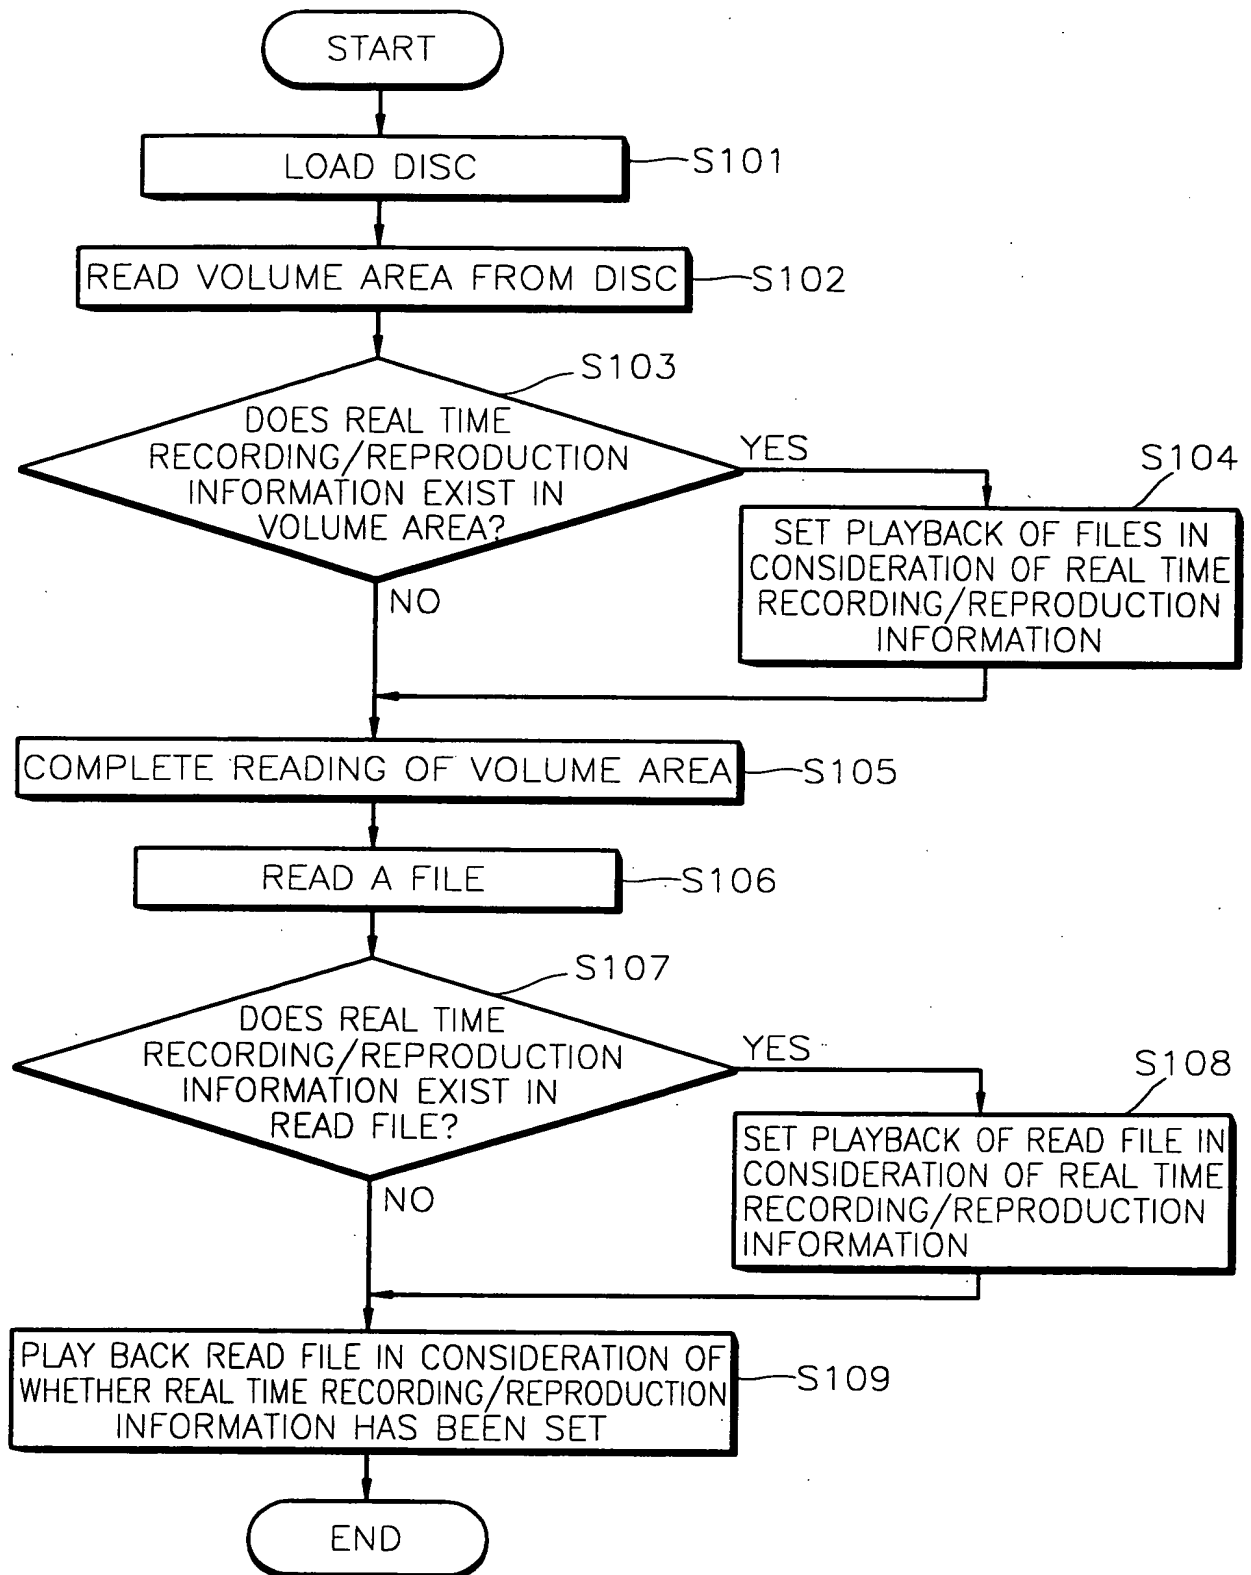 START
LOAD DISC
S101
READ VOLUME AREA FROM DISC
S102
S103
DOES REAL TIME
RECORDING/REPRODUCTION
INFORMATION EXIST IN
VOLUME AREA?
YES
NO
S104
SET PLAYBACK OF FILES IN
CONSIDERATION OF REAL TIME
RECORDING/REPRODUCTION
INFORMATION
COMPLETE READING OF VOLUME AREA
S105
READ A FILE
S106
S107
DOES REAL TIME
RECORDING/REPRODUCTION
INFORMATION EXIST IN
READ FILE?
YES
NO
S108
SET PLAYBACK OF READ FILE IN
CONSIDERATION OF REAL TIME
RECORDING/REPRODUCTION
INFORMATION
PLAY BACK READ FILE IN CONSIDERATION OF
WHETHER REAL TIME RECORDING/REPRODUCTION
INFORMATION HAS BEEN SET
S109
END